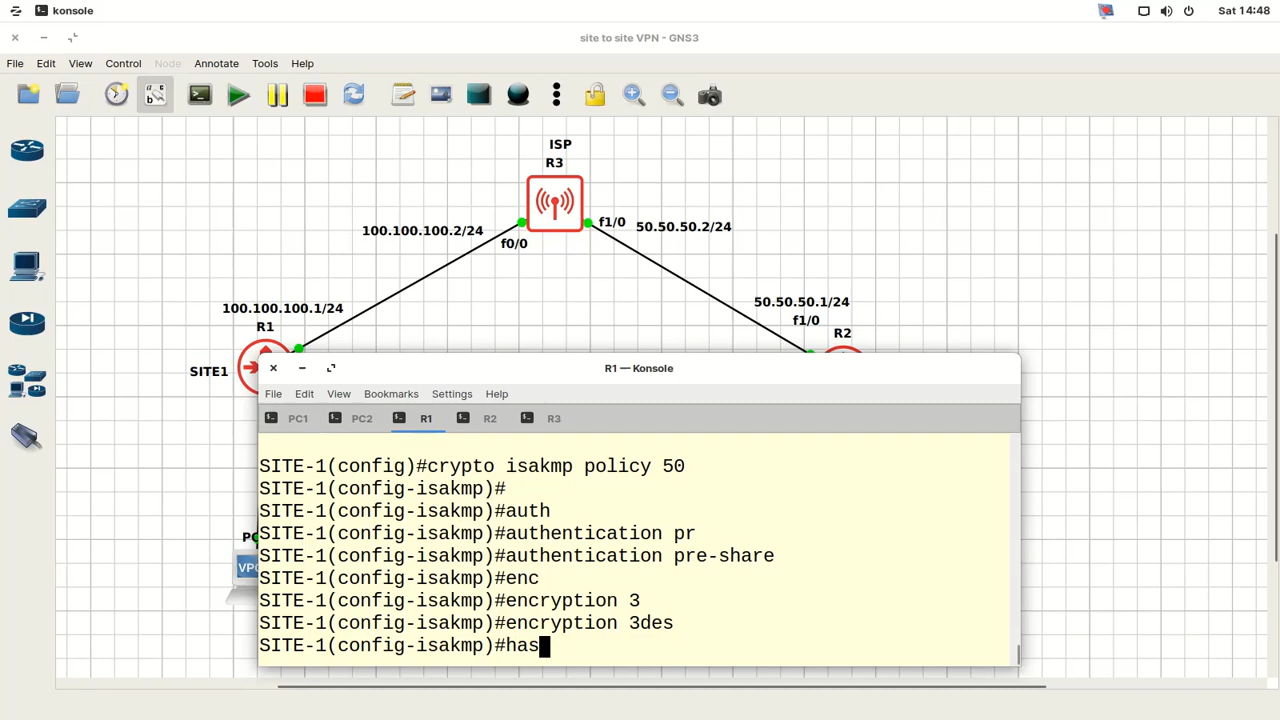 konsole
Sat 14:48
site to site VPN - GNS3
File Edit View Control Node Annotate Tools Help
ISP
R3
100.100.100.2/24
f1/0
50.50.50.2/24
f0/0
100.100.100.1/24
R1
50.50.50.1/24
f1/0
R2
SITE1
R1 — Konsole
File Edit View Bookmarks Settings Help
PC1 PC2 R1 R2 R3
SITE-1(config)#crypto isakmp policy 50
SITE-1(config-isakmp)#
SITE-1(config-isakmp)#auth
SITE-1(config-isakmp)#authentication pr
SITE-1(config-isakmp)#authentication pre-share
SITE-1(config-isakmp)#enc
SITE-1(config-isakmp)#encryption 3
SITE-1(config-isakmp)#encryption 3des
SITE-1(config-isakmp)#has